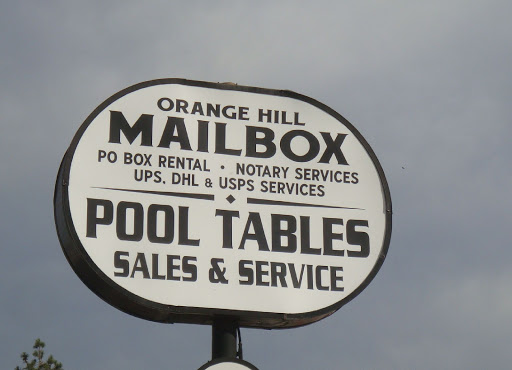 ORANGE HILL
MAILBOX
PO BOX RENTAL · NOTARY SERVICES
UPS, DHL & USPS SERVICES
POOL TABLES
SALES & SERVICE